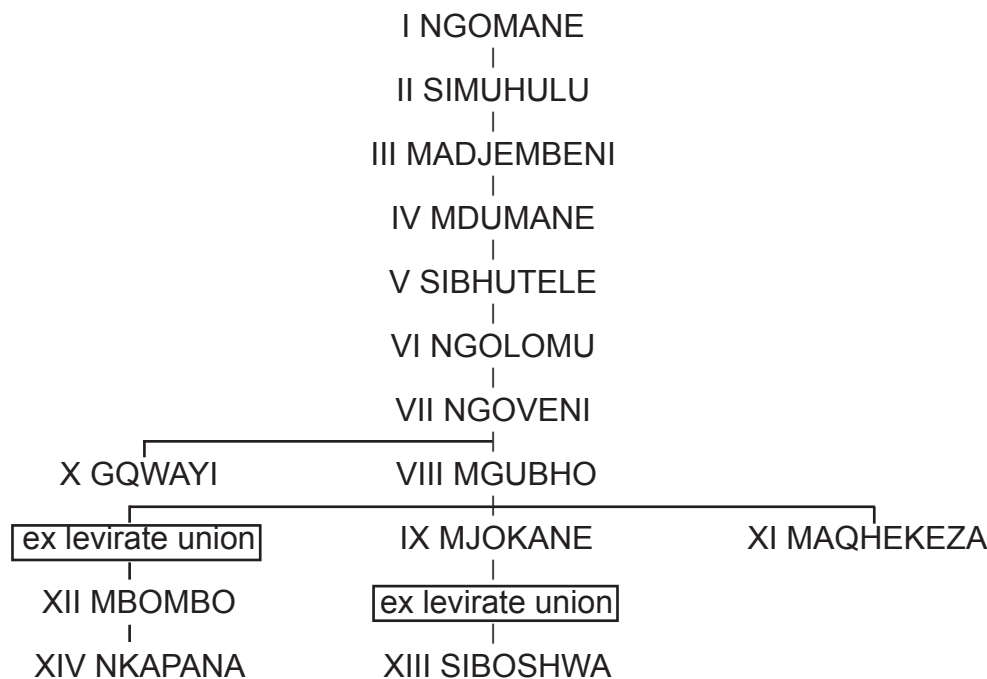 I NGOMANE
II SIMUHULU
III MADJEMBENI
IV MDUMANE
V SIBHUTELE
VI NGOLOMU
VII NGOVENI
X GQWAYI VIII MGUBHO
ex levirate union IX MJOKANE XI MAQHEKEZA
XII MBOMBO ex levirate union
XIV NKAPANA XIII SIBOSHWA